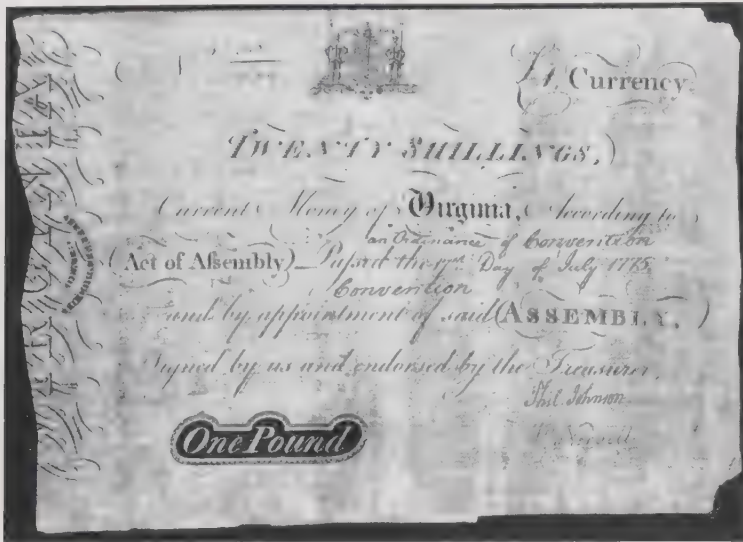 £1, Currency.
TWENTY SHILLINGS,
Current Money of Virginia, According to
an Ordinance of Convention
Act of Assembly Passed the Day of July 1775,
Convention
and by appointment of said ASSEMBLY,
Signed by us and endorsed by the Treasurer,
Phil. Johnson
One Pound